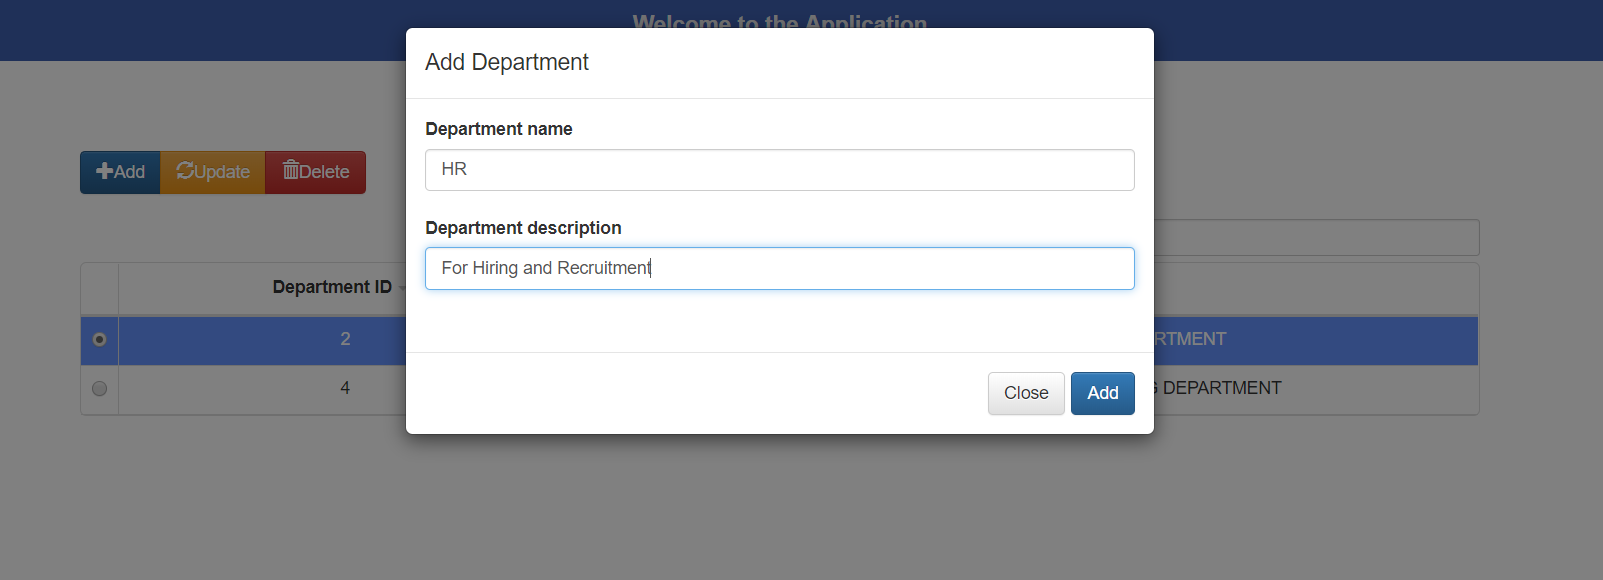 Welcome to the Application
Add Department
Department name
HR
Add Update Delete
Department description
For Hiring and Recruitment
Department ID
2
RTMENT
4
DEPARTMENT
Close Add